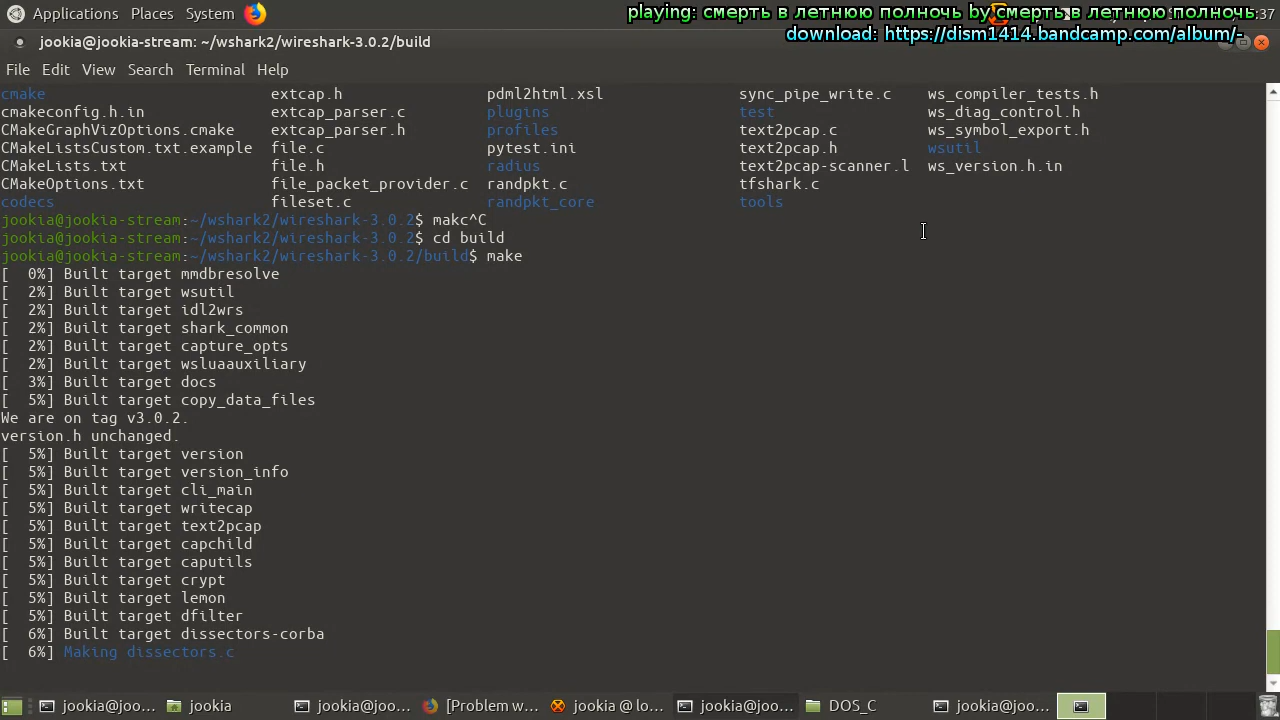 Applications Places System
playing: смерть в летнюю полночь by смерть в летнюю полночь
:37
download: https://dism1414.bandcamp.com/album/-
jookia@jookia-stream: ~/wshark2/wireshark-3.0.2/build
File Edit View Search Terminal Help
cmake extcap.h pdml2html.xsl sync_pipe_write.c ws_compiler_tests.h
cmakeconfig.h.in extcap_parser.c plugins test ws_diag_control.h
CMakeGraphVizOptions.cmake extcap_parser.h profiles text2pcap.c ws_symbol_export.h
CMakeListsCustom.txt.example file.c pytest.ini text2pcap.h wsutil
CMakeLists.txt file.h radius text2pcap-scanner.l ws_version.h.in
CMakeOptions.txt file_packet_provider.c randpkt.c tfshark.c
codecs fileset.c randpkt_core tools
jookia@jookia-stream:~/wshark2/wireshark-3.0.2$ makc^C
jookia@jookia-stream:~/wshark2/wireshark-3.0.2$ cd build
jookia@jookia-stream:~/wshark2/wireshark-3.0.2/build$ make
[  0%] Built target mmdbresolve
[  2%] Built target wsutil
[  2%] Built target idl2wrs
[  2%] Built target shark_common
[  2%] Built target capture_opts
[  2%] Built target wsluaauxiliary
[  3%] Built target docs
[  5%] Built target copy_data_files
We are on tag v3.0.2.
version.h unchanged.
[  5%] Built target version
[  5%] Built target version_info
[  5%] Built target cli_main
[  5%] Built target writecap
[  5%] Built target text2pcap
[  5%] Built target capchild
[  5%] Built target caputils
[  5%] Built target crypt
[  5%] Built target lemon
[  5%] Built target dfilter
[  6%] Built target dissectors-corba
[  6%] Making dissectors.c
jookia@joo... jookia jookia@joo... [Problem w... jookia @ lo... jookia@joo... DOS_C jookia@joo...